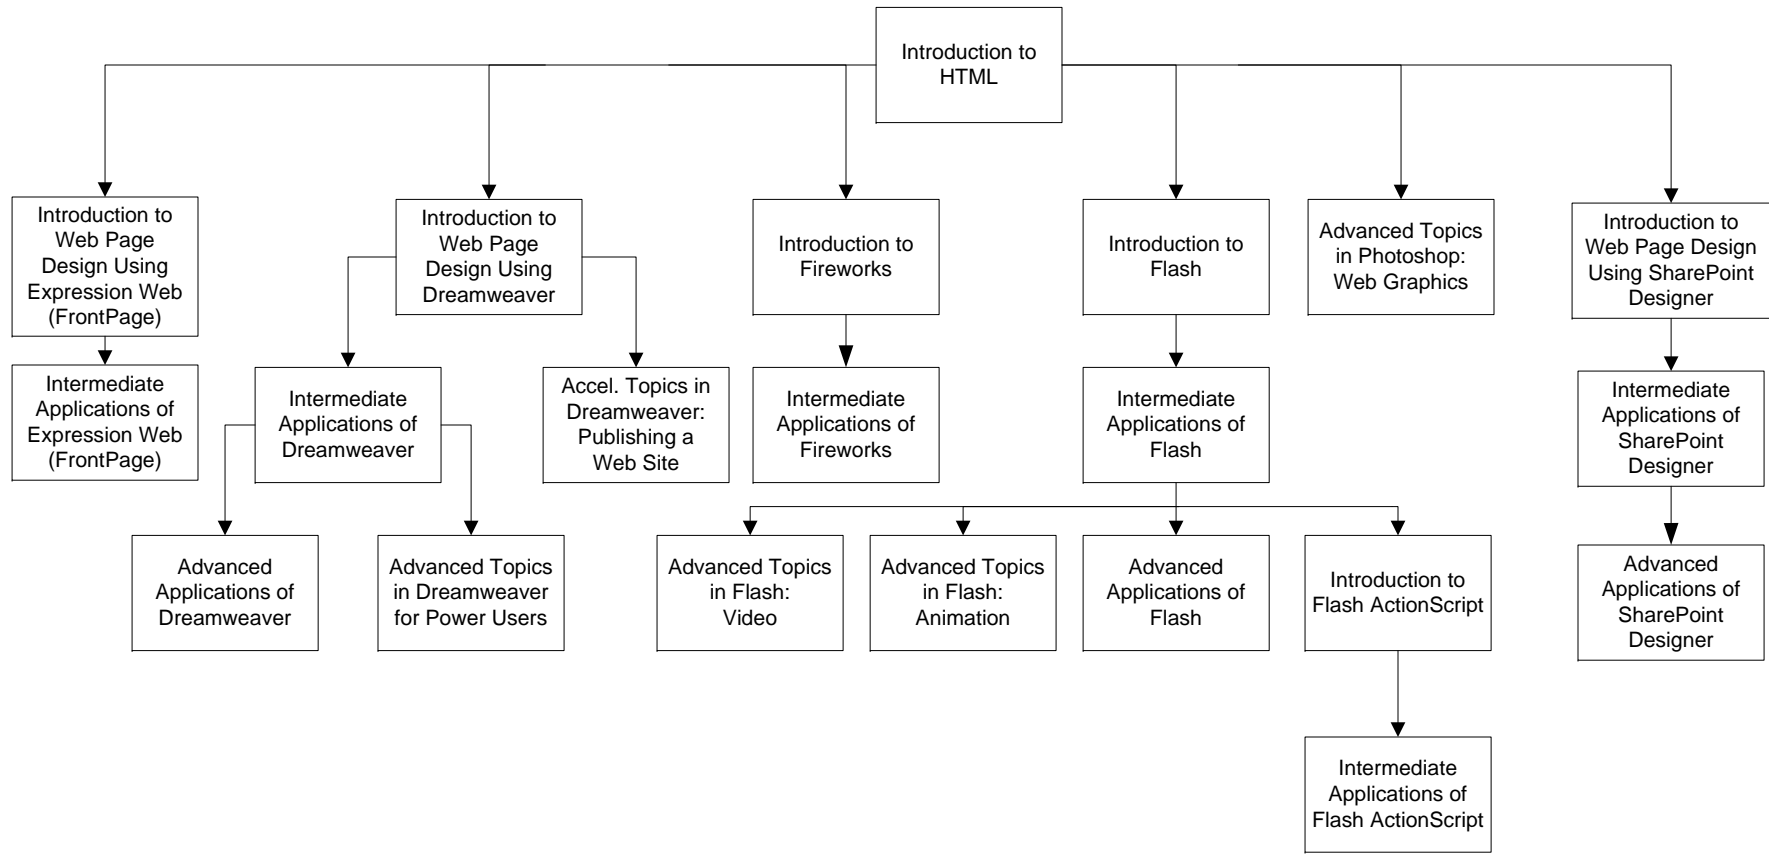 Introduction to
HTML
Introduction to
Web Page
Design Using
Expression Web
(FrontPage)
Introduction to
Web Page
Design Using
Dreamweaver
Introduction to
Fireworks
Introduction to
Flash
Advanced Topics
in Photoshop:
Web Graphics
Introduction to
Web Page Design
Using SharePoint
Designer
Intermediate
Applications of
Expression Web
(FrontPage)
Intermediate
Applications of
Dreamweaver
Accel. Topics in
Dreamweaver:
Publishing a
Web Site
Intermediate
Applications of
Fireworks
Intermediate
Applications of
Flash
Intermediate
Applications of
SharePoint
Designer
Advanced
Applications of
Dreamweaver
Advanced Topics
in Dreamweaver
for Power Users
Advanced Topics
in Flash:
Video
Advanced Topics
in Flash:
Animation
Advanced
Applications of
Flash
Introduction to
Flash ActionScript
Advanced
Applications of
SharePoint
Designer
Intermediate
Applications of
Flash ActionScript